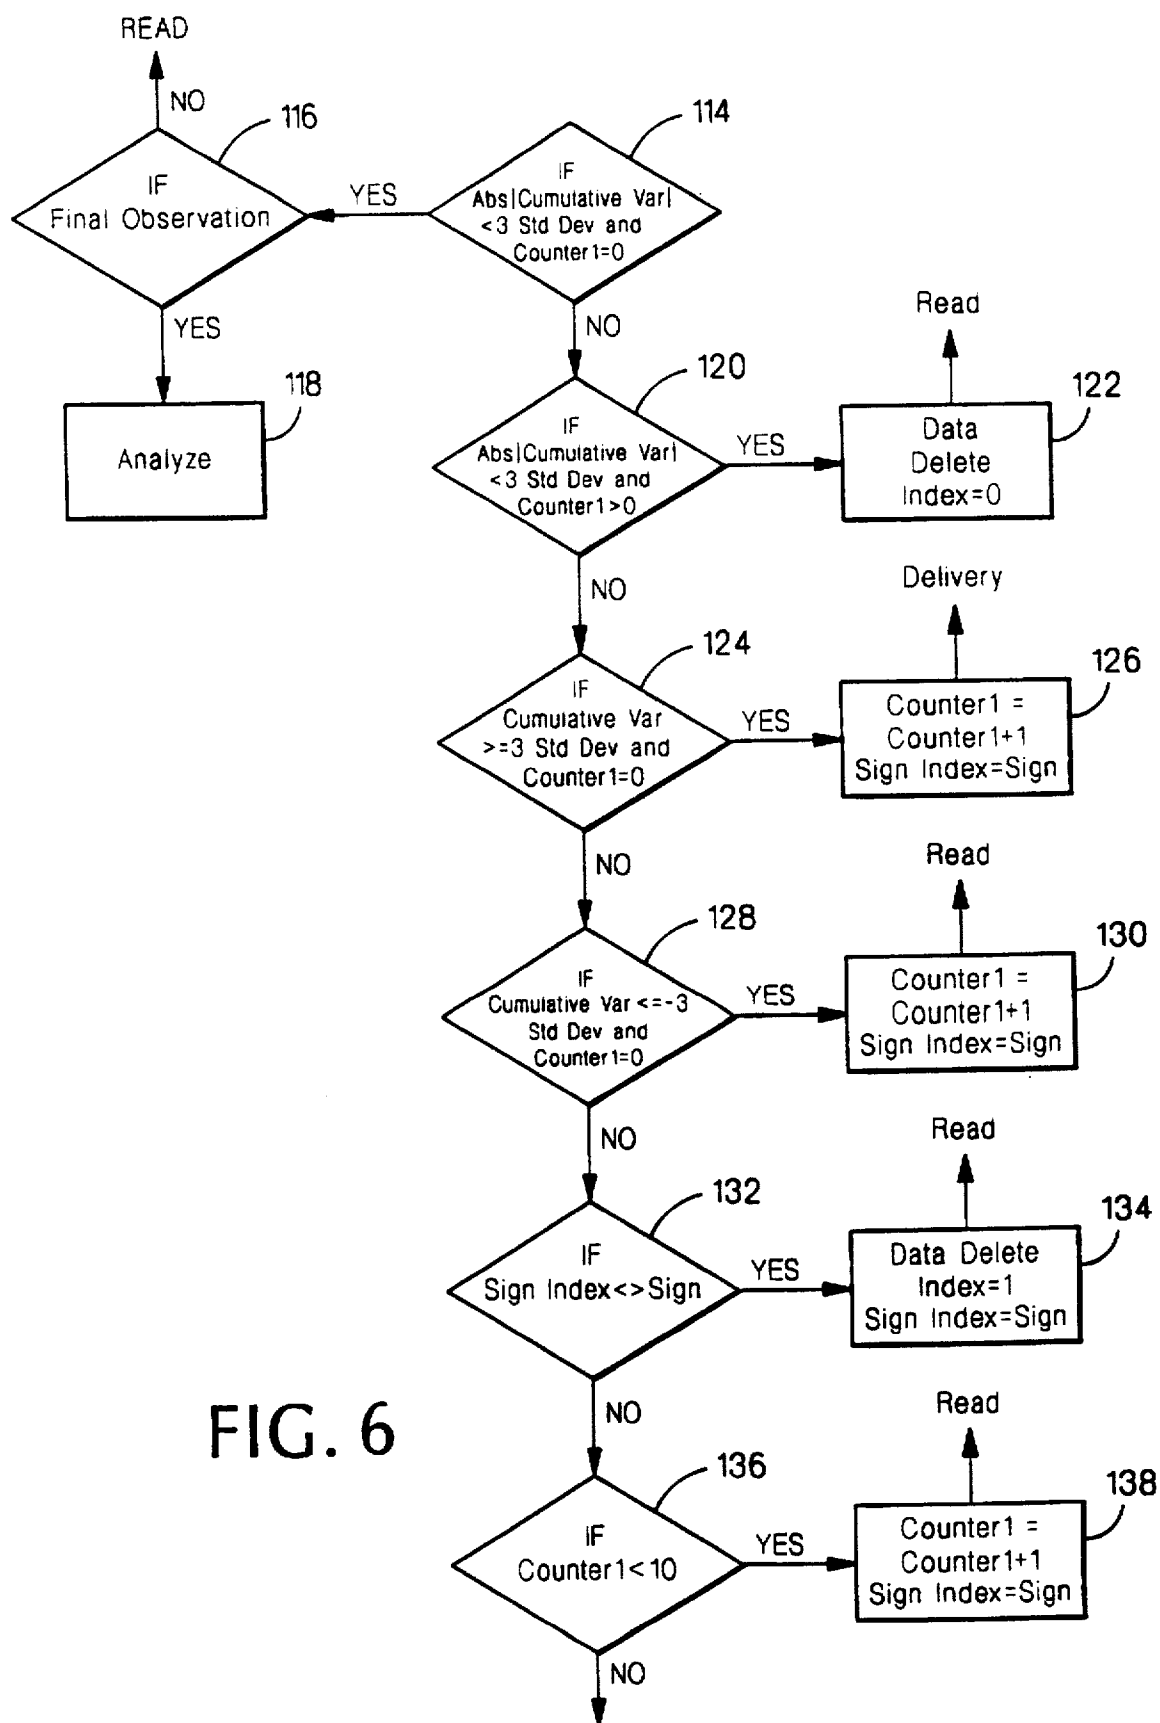 READ
NO
116
IF
Final Observation
YES
114
IF
Abs|Cumulative Var|
<3 Std Dev and
Counter1=0
YES
118
Analyze
NO
120
IF
Abs|Cumulative Var|
<3 Std Dev and
Counter1>0
YES
Read
122
Data
Delete
Index=0
NO
124
IF
Cumulative Var
>=3 Std Dev and
Counter1=0
YES
Delivery
126
Counter1 =
Counter1+1
Sign Index=Sign
NO
128
IF
Cumulative Var <=-3
Std Dev and
Counter1=0
YES
Read
130
Counter1 =
Counter1+1
Sign Index=Sign
NO
132
IF
Sign Index<>Sign
YES
Read
134
Data Delete
Index=1
Sign Index=Sign
NO
136
IF
Counter1<10
YES
Read
138
Counter1 =
Counter1+1
Sign Index=Sign
NO
FIG. 6